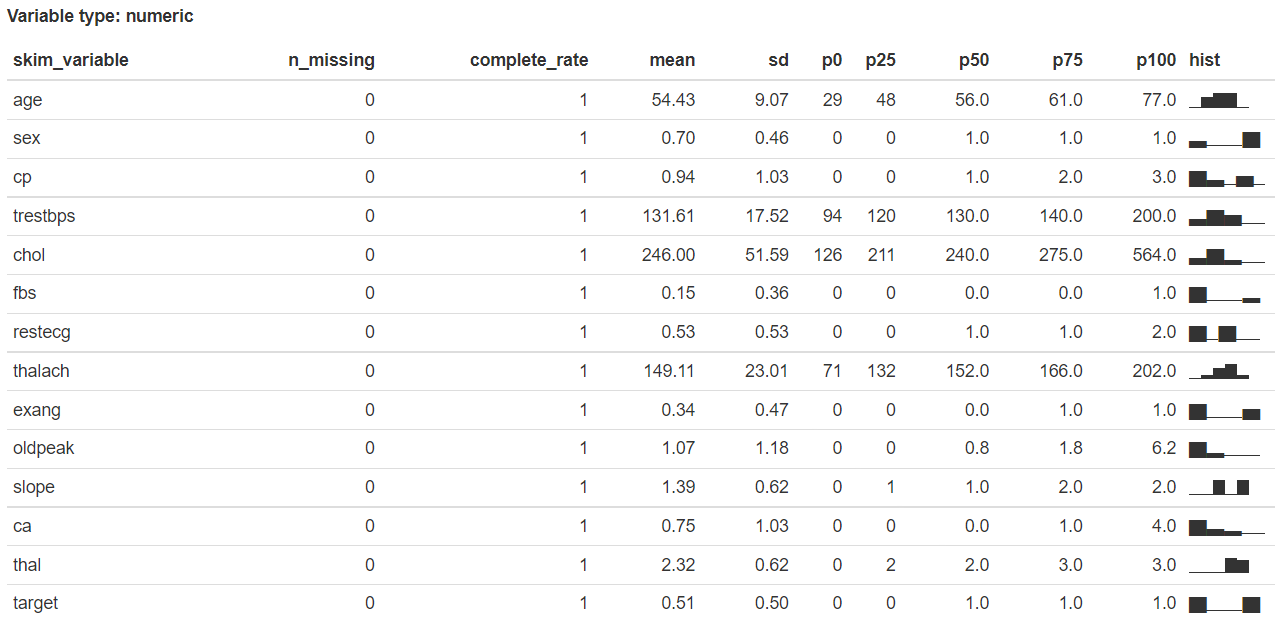 Variable type: numeric
skim_variable n_missing complete_rate mean sd p0 p25 p50 p75 p100 hist
age 0 1 54.43 9.07 29 48 56.0 61.0 77.0
sex 0 1 0.70 0.46 0 0 1.0 1.0 1.0
cp 0 1 0.94 1.03 0 0 1.0 2.0 3.0
trestbps 0 1 131.61 17.52 94 120 130.0 140.0 200.0
chol 0 1 246.00 51.59 126 211 240.0 275.0 564.0
fbs 0 1 0.15 0.36 0 0 0.0 0.0 1.0
restecg 0 1 0.53 0.53 0 0 1.0 1.0 2.0
thalach 0 1 149.11 23.01 71 132 152.0 166.0 202.0
exang 0 1 0.34 0.47 0 0 0.0 1.0 1.0
oldpeak 0 1 1.07 1.18 0 0 0.8 1.8 6.2
slope 0 1 1.39 0.62 0 1 1.0 2.0 2.0
ca 0 1 0.75 1.03 0 0 0.0 1.0 4.0
thal 0 1 2.32 0.62 0 2 2.0 3.0 3.0
target 0 1 0.51 0.50 0 0 1.0 1.0 1.0